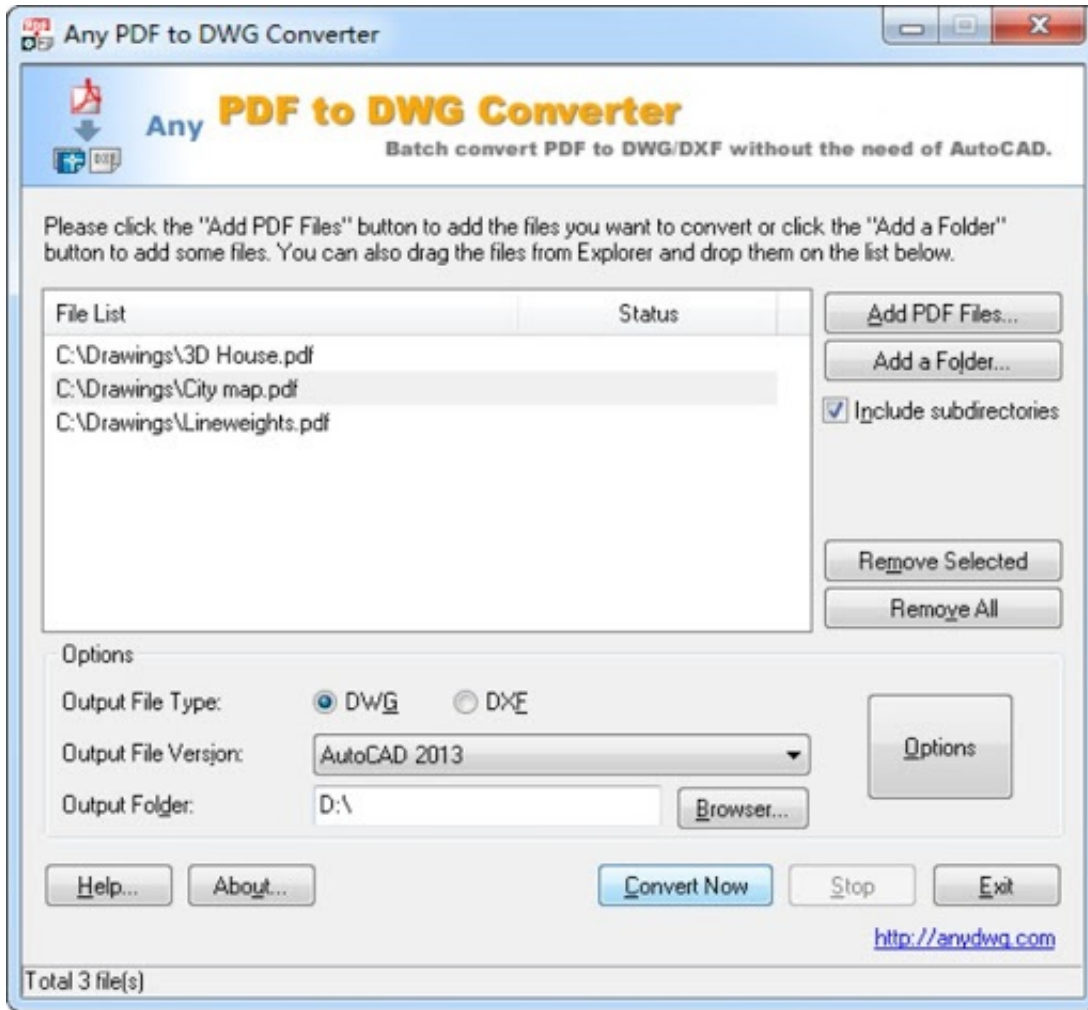 Any PDF to DWG Converter
Any PDF to DWG Converter
Batch convert PDF to DWG/DXF without the need of AutoCAD.
DXF
Please click the "Add PDF Files" button to add the files you want to convert or click the "Add a Folder"
button to add some files. You can also drag the files from Explorer and drop them on the list below.
File List Status
C:\Drawings\3D House.pdf
C:\Drawings\City map.pdf
C:\Drawings\Lineweights.pdf
Add PDF Files...
Add a Folder...
Include subdirectories
Remove Selected
Remove All
Options
Output File Type: DWG DXF
Output File Version: AutoCAD 2013
Output Folder: D:\ Browser...
Options
Help... About... Convert Now Stop Exit
http://anydwg.com
Total 3 file(s)